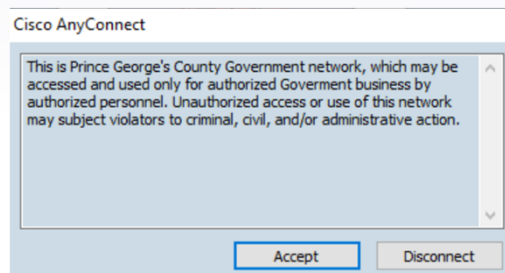 Cisco AnyConnect
This is Prince George's County Government network, which may be
accessed and used only for authorized Goverment business by
authorized personnel. Unauthorized access or use of this network
may subject violators to criminal, civil, and/or administrative action.
Accept
Disconnect